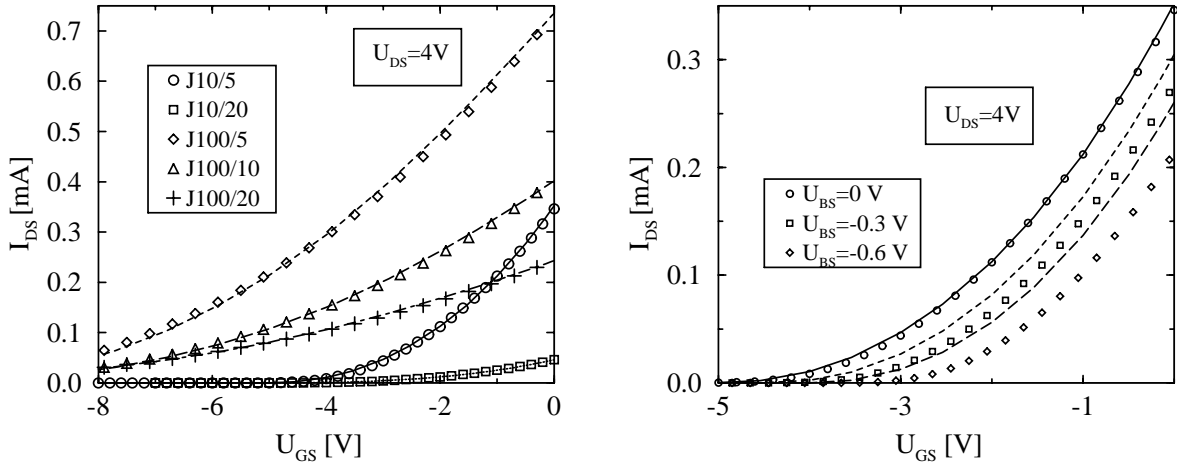 0.7
0.6
0.5
0.4
0.3
0.2
0.1
0.0
I_DS [mA]
U_DS=4V
J10/5
J10/20
J100/5
J100/10
J100/20
-8 -6 -4 -2 0
U_GS [V]
0.3
0.2
0.1
0.0
I_DS [mA]
U_DS=4V
U_BS=0 V
U_BS=-0.3 V
U_BS=-0.6 V
-5 -3 -1
U_GS [V]